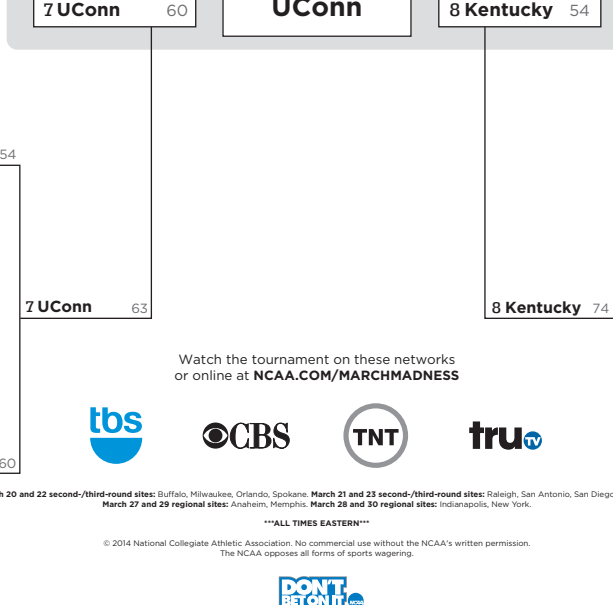 7 UConn 60
UConn
8 Kentucky 54
54
7 UConn 63
8 Kentucky 74
Watch the tournament on these networks
or online at NCAA.COM/MARCHMADNESS
tbs
CBS
TNT
tru TV
60
h 20 and 22 second-/third-round sites: Buffalo, Milwaukee, Orlando, Spokane. March 21 and 23 second-/third-round sites: Raleigh, San Antonio, San Diego
March 27 and 29 regional sites: Anaheim, Memphis. March 28 and 30 regional sites: Indianapolis, New York.
***ALL TIMES EASTERN***
© 2014 National Collegiate Athletic Association. No commercial use without the NCAA's written permission.
The NCAA opposes all forms of sports wagering.
DON'T
BET ON IT. NCAA